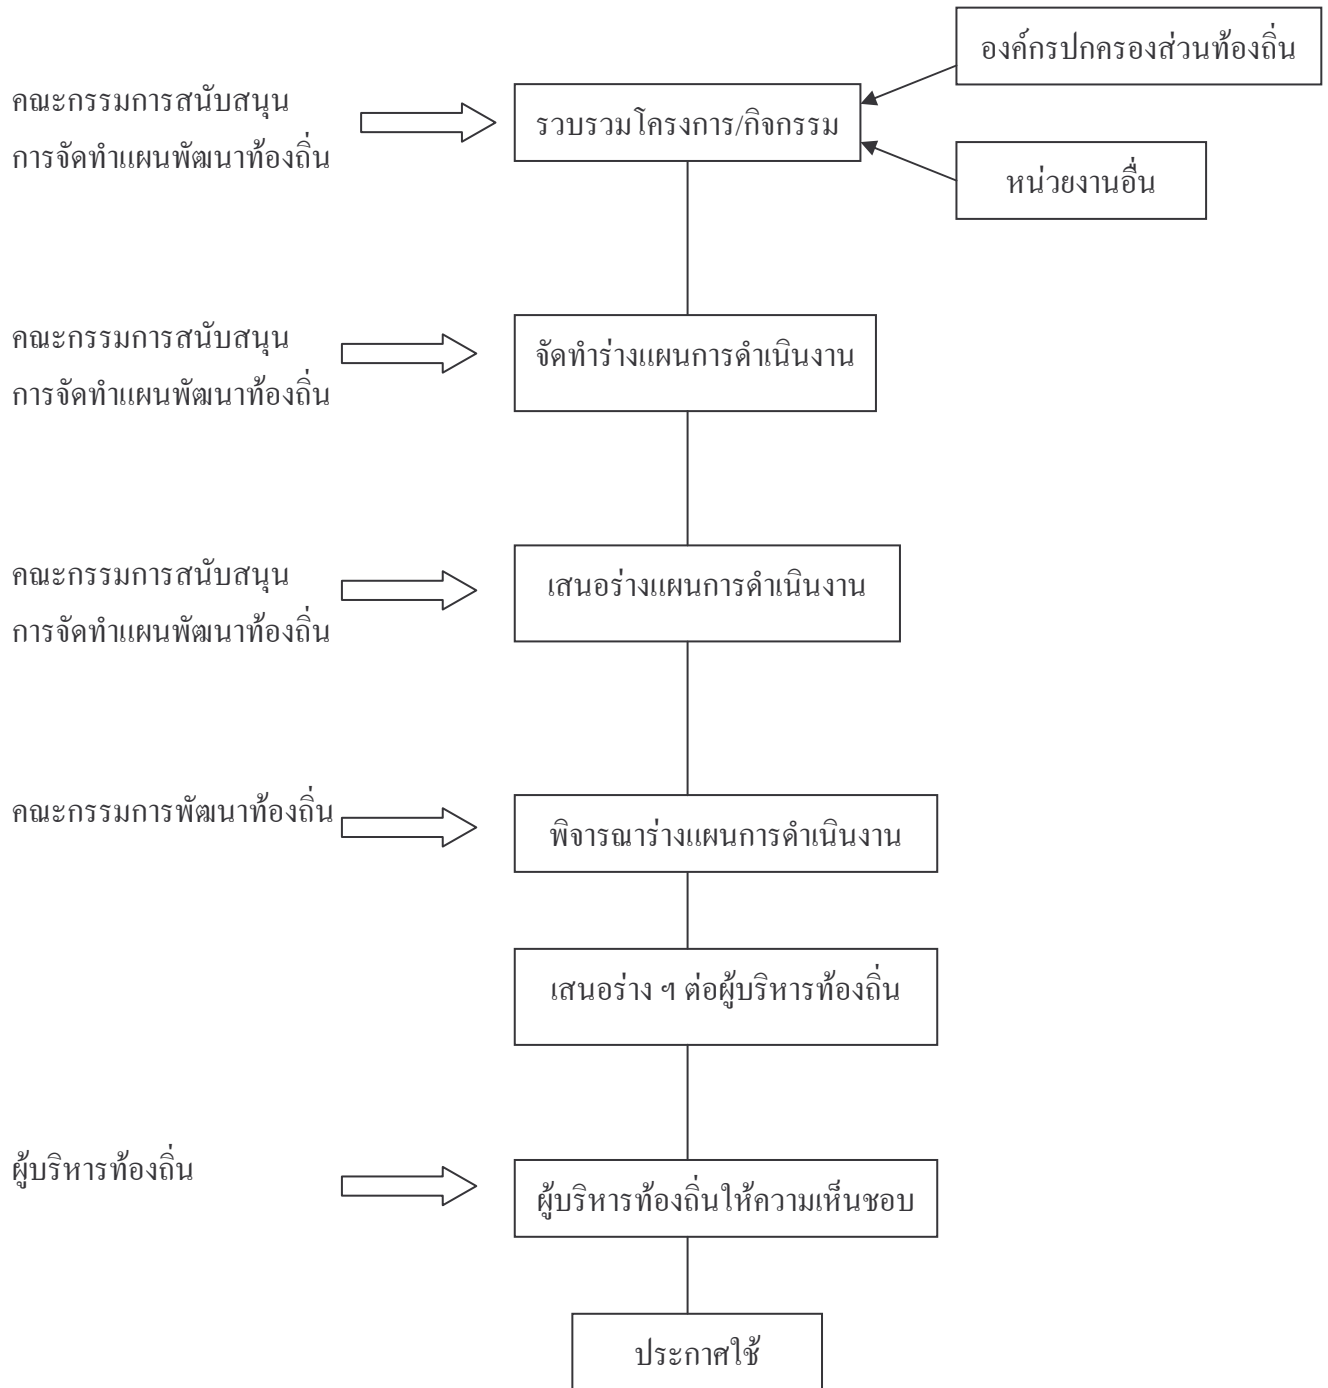 องค์กรปกครองส่วนท้องถิ่น
คณะกรรมการสนับสนุน
การจัดทำแผนพัฒนาท้องถิ่น
รวบรวมโครงการ/กิจกรรม
หน่วยงานอื่น
คณะกรรมการสนับสนุน
การจัดทำแผนพัฒนาท้องถิ่น
จัดทำร่างแผนการดำเนินงาน
คณะกรรมการสนับสนุน
การจัดทำแผนพัฒนาท้องถิ่น
เสนอร่างแผนการดำเนินงาน
คณะกรรมการพัฒนาท้องถิ่น
พิจารณาร่างแผนการดำเนินงาน
เสนอร่าง ฯ ต่อผู้บริหารท้องถิ่น
ผู้บริหารท้องถิ่น
ผู้บริหารท้องถิ่นให้ความเห็นชอบ
ประกาศใช้